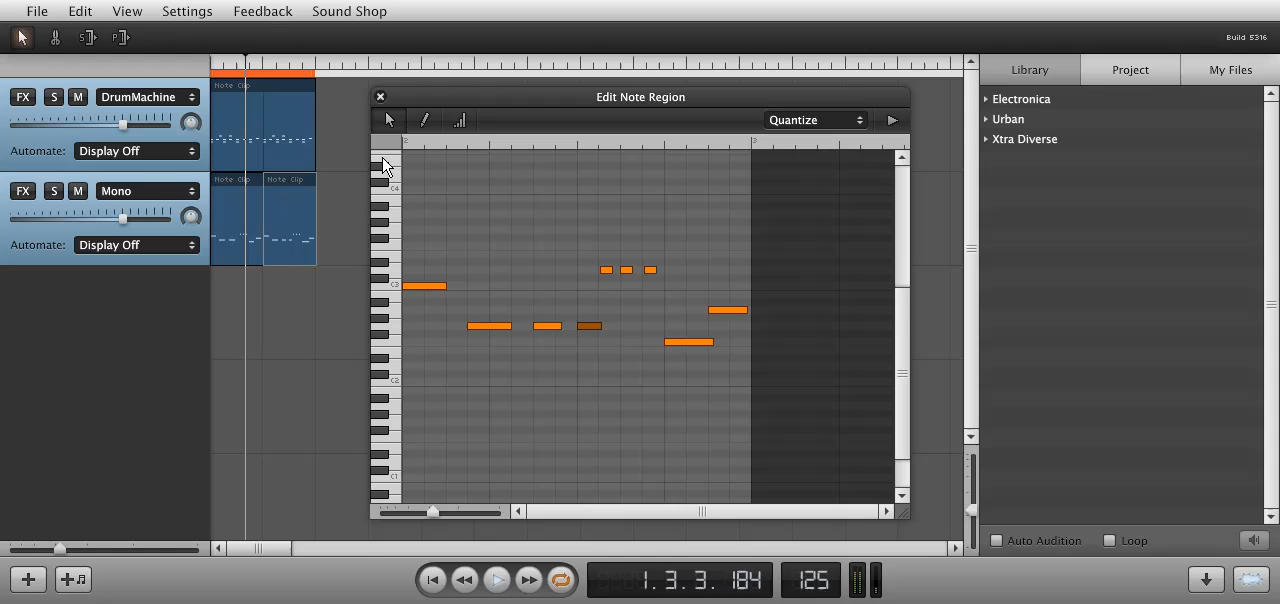 File Edit View Settings Feedback Sound Shop
S P Build 5316
Library Project My Files
FX S M DrumMachine
Automate: Display Off
FX S M Mono
Automate: Display Off
Note Clip
Note Clip Note Clip
Edit Note Region
Quantize
2 3
C4
C3
C2
C1
Electronica
Urban
Xtra Diverse
Auto Audition Loop
1. 3. 3. 184 125